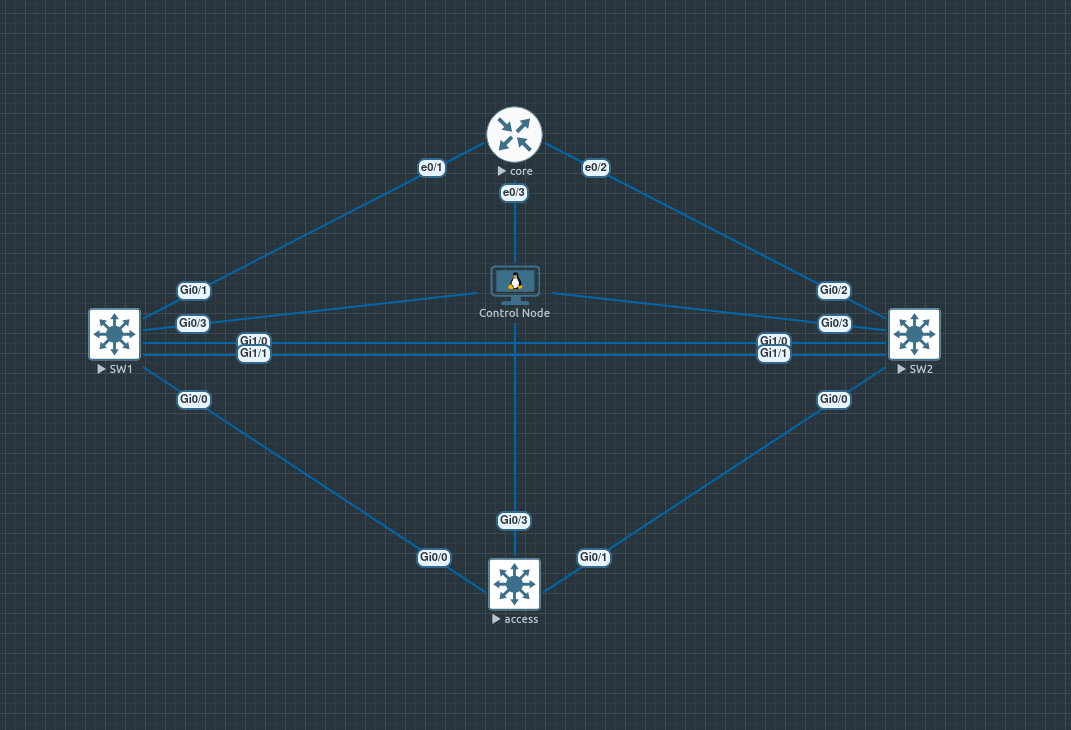 core
e0/1
e0/2
e0/3
Control Node
Gi0/1
Gi0/2
Gi0/3
Gi0/3
Gi1/0
Gi1/0
Gi1/1
Gi1/1
SW1
SW2
Gi0/0
Gi0/0
Gi0/3
Gi0/0
Gi0/1
access